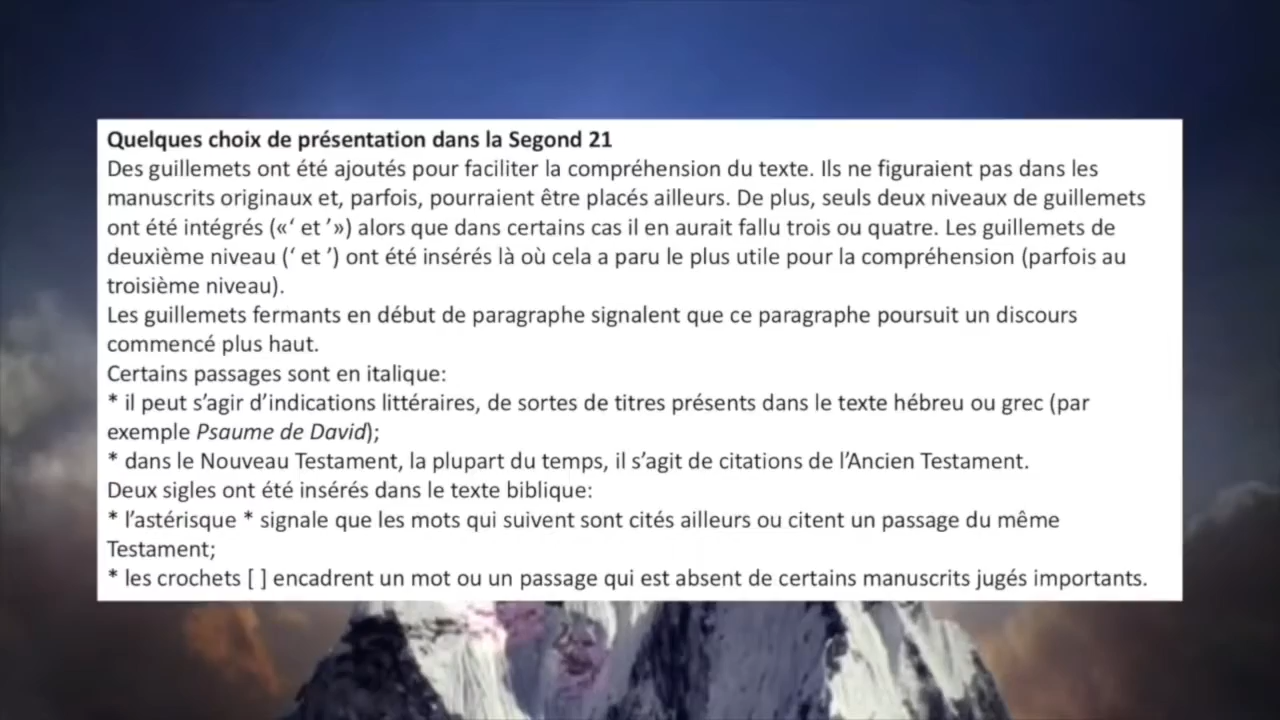 Quelques choix de présentation dans la Segond 21
Des guillemets ont été ajoutés pour faciliter la compréhension du texte. Ils ne figuraient pas dans les
manuscrits originaux et, parfois, pourraient être placés ailleurs. De plus, seuls deux niveaux de guillemets
ont été intégrés («‘ et ’») alors que dans certains cas il en aurait fallu trois ou quatre. Les guillemets de
deuxième niveau (‘ et ’) ont été insérés là où cela a paru le plus utile pour la compréhension (parfois au
troisième niveau).
Les guillemets fermants en début de paragraphe signalent que ce paragraphe poursuit un discours
commencé plus haut.
Certains passages sont en italique:
* il peut s’agir d’indications littéraires, de sortes de titres présents dans le texte hébreu ou grec (par
exemple Psaume de David);
* dans le Nouveau Testament, la plupart du temps, il s’agit de citations de l’Ancien Testament.
Deux sigles ont été insérés dans le texte biblique:
* l’astérisque * signale que les mots qui suivent sont cités ailleurs ou citent un passage du même
Testament;
* les crochets [ ] encadrent un mot ou un passage qui est absent de certains manuscrits jugés importants.